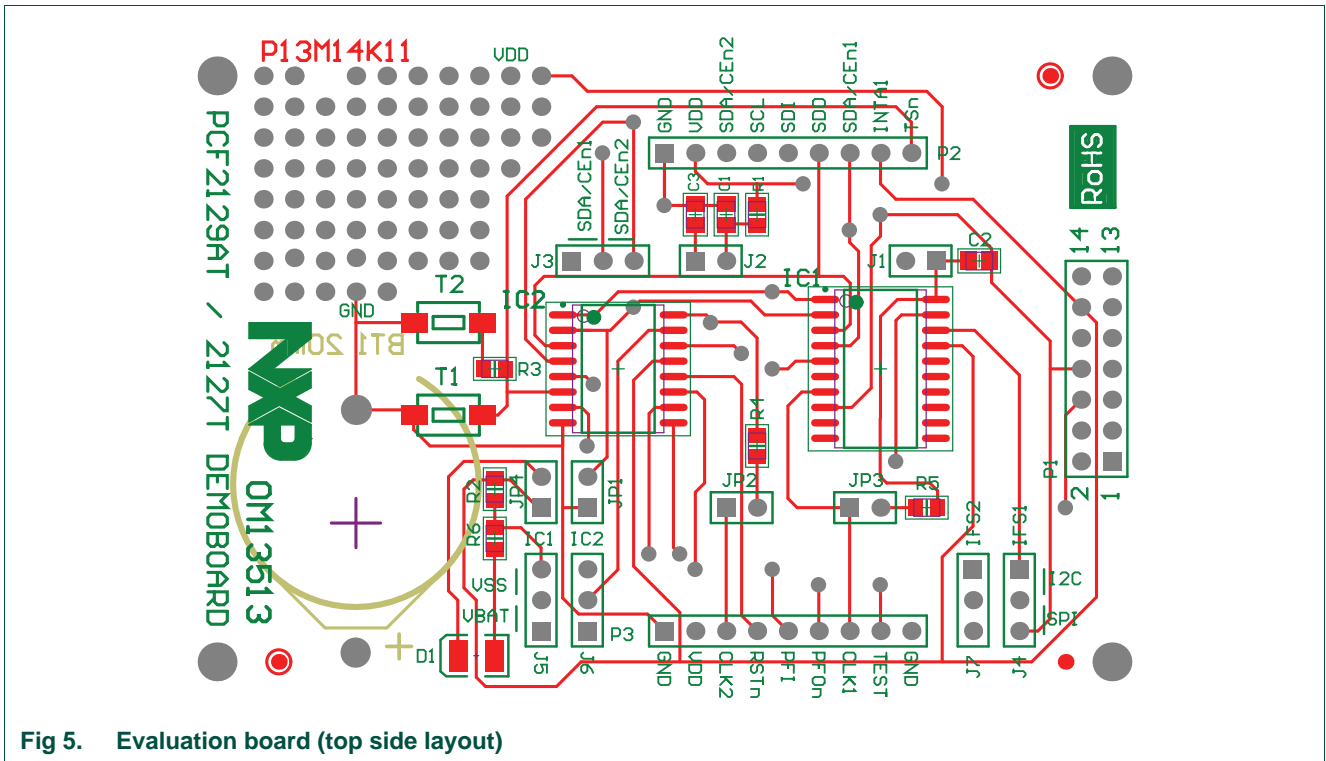 P13M14K11
VDD
GND
VDD
SDA/CEn2
SCL
SDI
SDO
SDA/CEn1
INTA1
TSn
P2
RoHS
PCF2129AT / 2127T DEMOBOARD
OM13513
SDA/CEn1
SDA/CEn2
C3
C1
R1
J3
J2
J1
C2
14
13
T2
GND
IC2
IC1
NXP
BT1 20mm
R3
T1
R4
P1
2
1
R2
JP4
JP1
JP2
JP3
R5
R6
IC1
IC2
IFS2
IFS1
VSS
VBAT
I2C
SPI
D1
J5
J6
P3
GND
VDD
CLK2
RSTn
PFI
PFOn
CLK1
TEST
GND
J7
J4
Fig 5. Evaluation board (top side layout)